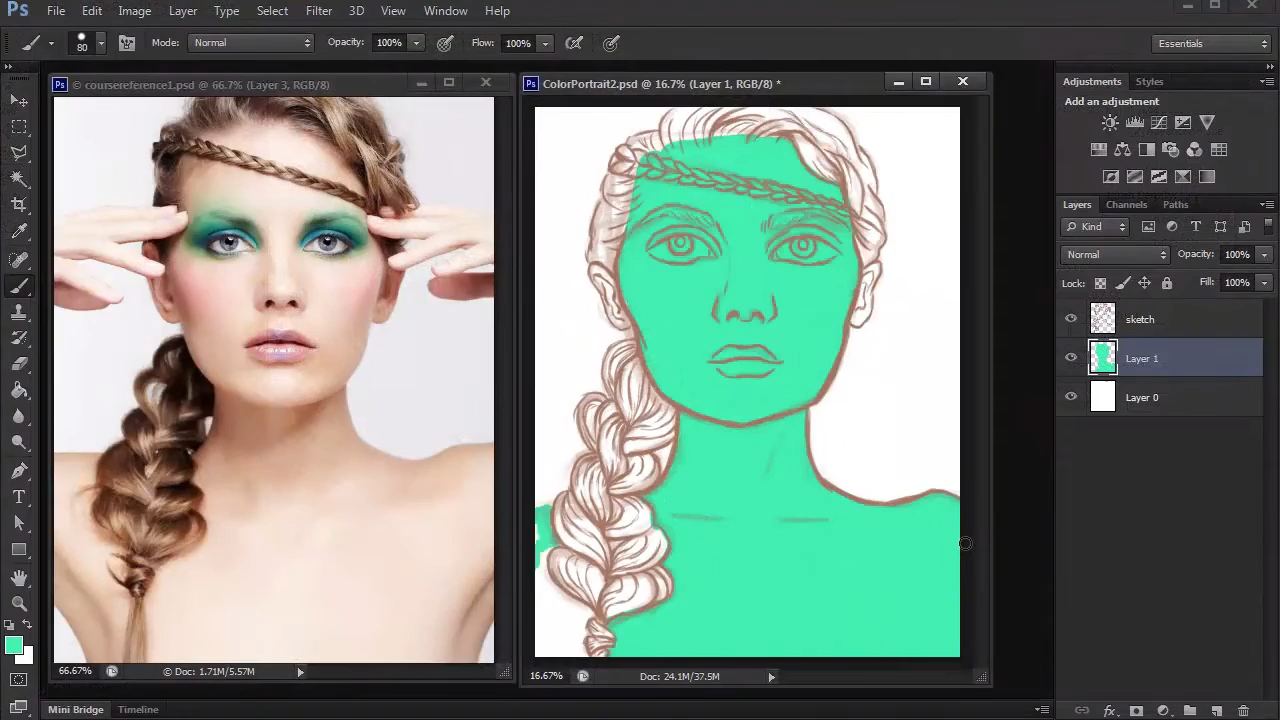 Ps File Edit Image Layer Type Select Filter 3D View Window Help
80 Mode: Normal Opacity: 100% Flow: 100% Essentials
Ps © coursereference1.psd @ 66.7% (Layer 3, RGB/8)
Ps ColorPortrait2.psd @ 16.7% (Layer 1, RGB/8) *
Adjustments Styles
Add an adjustment
Layers Channels Paths
Kind
Normal Opacity: 100%
Lock: Fill: 100%
sketch
Layer 1
Layer 0
66.67% © Doc: 1.71M/5.57M
16.67% Doc: 24.1M/37.5M
Mini Bridge Timeline
fx